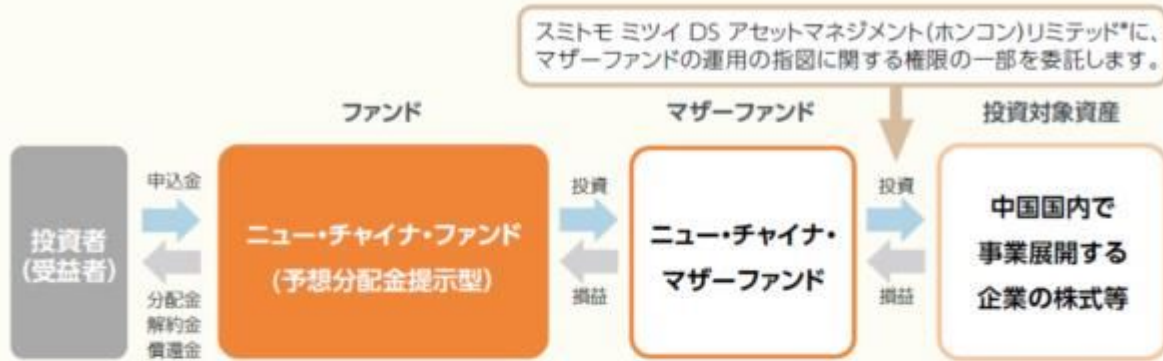 スミトモ ミツイ DS アセットマネジメント(ホンコン)リミテッド*に、
マザーファンドの運用の指図に関する権限の一部を委託します。
ファンド
マザーファンド
投資対象資産
投資者
(受益者)
申込金
分配金
解約金
償還金
ニュー・チャイナ・ファンド
(予想分配金提示型)
投資
損益
ニュー・チャイナ・
マザーファンド
投資
損益
中国国内で
事業展開する
企業の株式等